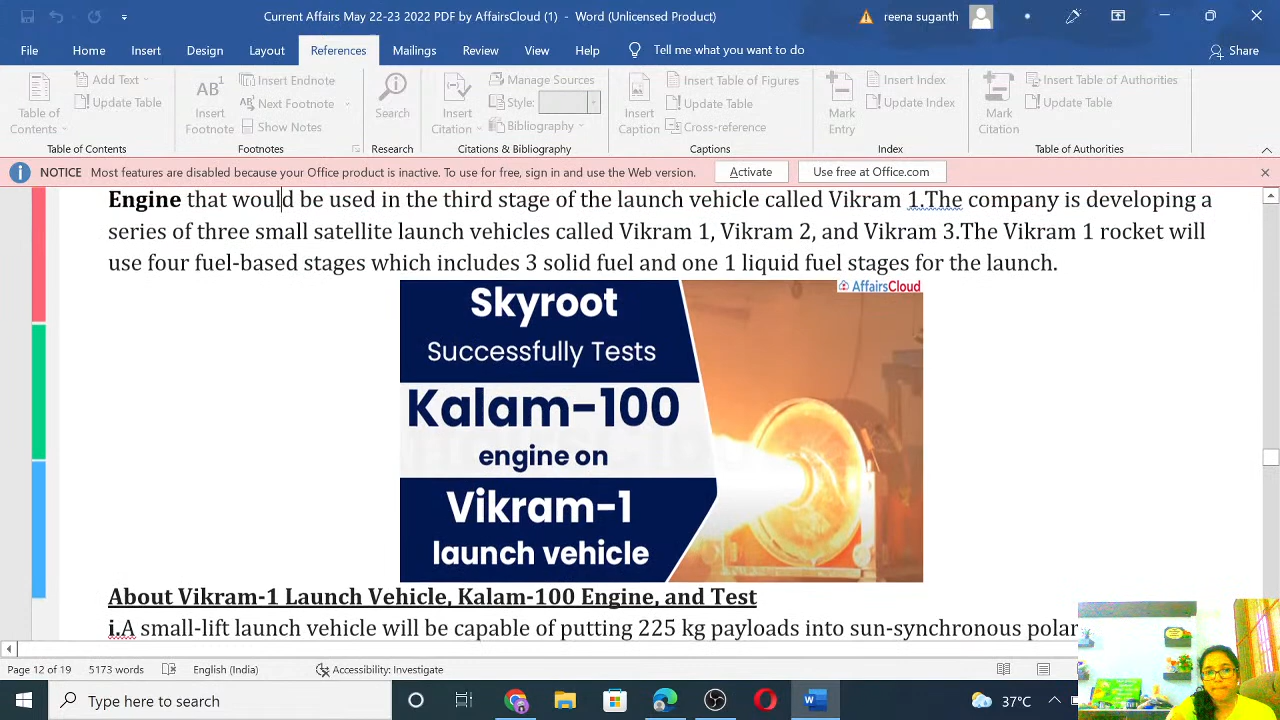 Current Affairs May 22-23 2022 PDF by AffairsCloud (1) - Word (Unlicensed Product)
reena suganth
File Home Insert Design Layout References Mailings Review View Help Tell me what you want to do Share
Table of Contents
Add Text
Update Table
Table of Contents
AB1
Insert Footnote
Insert Endnote
Next Footnote
Show Notes
Footnotes
Search
Research
Insert Citation
Manage Sources
Style:
Bibliography
Citations & Bibliography
Insert Caption
Insert Table of Figures
Update Table
Cross-reference
Captions
Mark Entry
Insert Index
Update Index
Index
Mark Citation
Insert Table of Authorities
Update Table
Table of Authorities
NOTICE Most features are disabled because your Office product is inactive. To use for free, sign in and use the Web version. Activate Use free at Office.com
Engine that would be used in the third stage of the launch vehicle called Vikram 1.The company is developing a
series of three small satellite launch vehicles called Vikram 1, Vikram 2, and Vikram 3.The Vikram 1 rocket will
use four fuel-based stages which includes 3 solid fuel and one 1 liquid fuel stages for the launch.
AffairsCloud
Skyroot
Successfully Tests
Kalam-100
engine on
Vikram-1
launch vehicle
About Vikram-1 Launch Vehicle, Kalam-100 Engine, and Test
i.A small-lift launch vehicle will be capable of putting 225 kg payloads into sun-synchronous polar
Page 12 of 19 5173 words English (India) Accessibility: Investigate
Type here to search
37°C